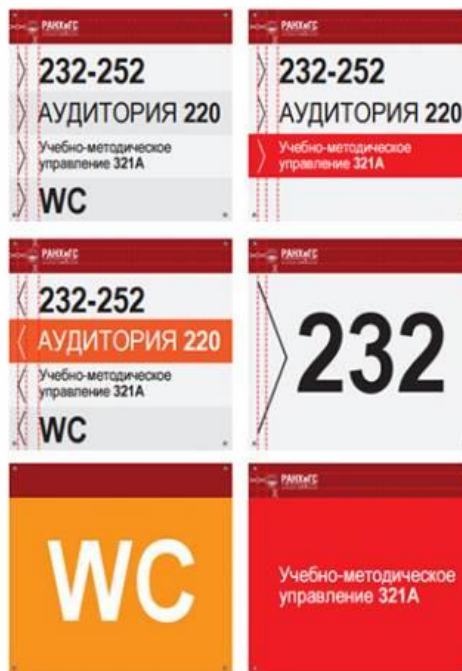 РАНХиГС
232-252
АУДИТОРИЯ 220
Учебно-методическое
управление 321А
WC
РАНХиГС
232-252
АУДИТОРИЯ 220
Учебно-методическое
управление 321А
РАНХиГС
232-252
АУДИТОРИЯ 220
Учебно-методическое
управление 321А
WC
РАНХиГС
232
WC
РАНХиГС
Учебно-методическое
управление 321А